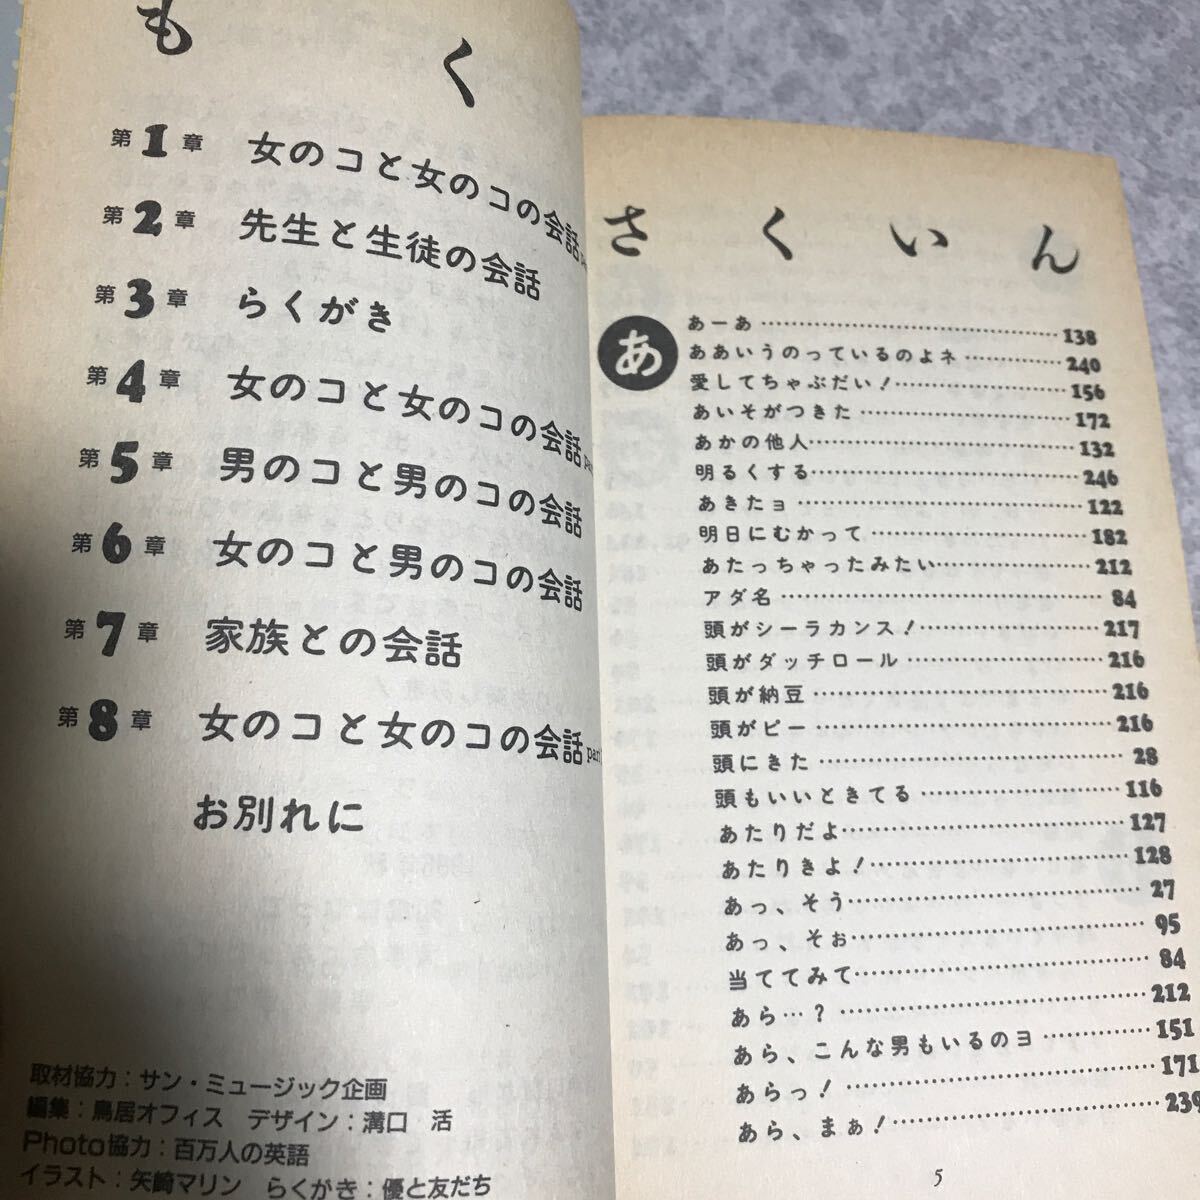 もく
第1章 女のコと女のコの会話
第2章 先生と生徒の会話
第3章 らくがき
第4章 女のコと女のコの会話
第5章 男のコと男のコの会話
第6章 女のコと男のコの会話
第7章 家族との会話
第8章 女のコと女のコの会話 part
お別れに
取材協力：サン・ミュージック企画
編集：鳥居オフィス デザイン：溝口 活
Photo協力：百万人の英語
イラスト：矢崎マリン らくがき：優と友だち
さくいん
あ
あーあ……138
ああいうのっているのよネ……240
愛してちゃぶだい！……156
あいそがつきた……172
あかの他人……132
明るくする……246
あきたョ……122
明日にむかって……182
あたっちゃったみたい……212
アダ名……84
頭がシーラカンス！……217
頭がダッチロール……216
頭が納豆……216
頭がピー……216
頭にきた……28
頭もいいときてる……116
あたりだよ……127
あたりきよ！……128
あっ、そう……27
あっ、そぉ……95
当ててみて……84
あら…？……212
あら、こんな男もいるのヨ……151
あらっ！……171
あら、まぁ！……239
5